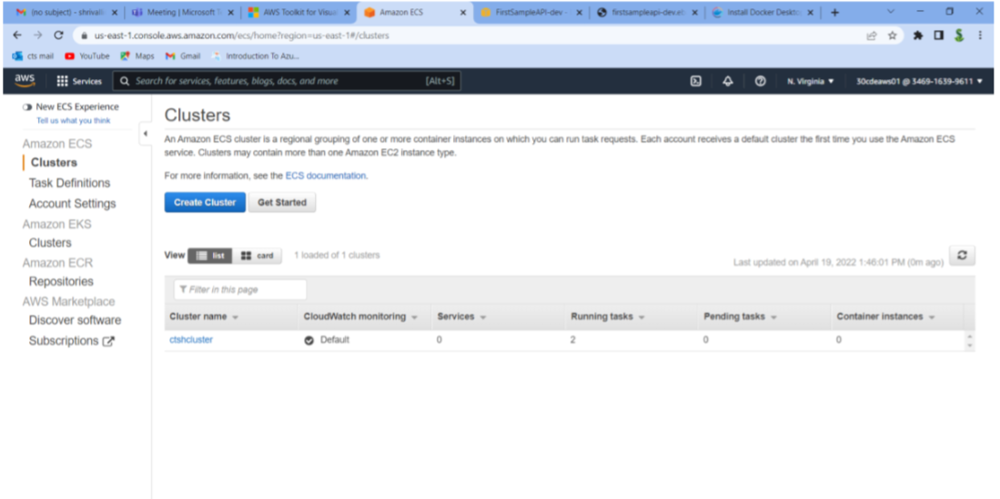 (no subject) - shrivalli
Meeting | Microsoft T
AWS Toolkit for Visual
Amazon ECS
FirstSampleAPI-dev -
firstsampleapi-dev.eb
Install Docker Desktop
us-east-1.console.aws.amazon.com/ecs/home?region=us-east-1#/clusters
cts mail YouTube Maps Gmail Introduction To Azu...
aws Services Search for services, features, blogs, docs, and more [Alt+S] N. Virginia 30cdeaws01 @ 3469-1639-9611
New ECS Experience
Tell us what you think
Amazon ECS
Clusters
Task Definitions
Account Settings
Amazon EKS
Clusters
Amazon ECR
Repositories
AWS Marketplace
Discover software
Subscriptions
Clusters
An Amazon ECS cluster is a regional grouping of one or more container instances on which you can run task requests. Each account receives a default cluster the first time you use the Amazon ECS
service. Clusters may contain more than one Amazon EC2 instance type.
For more information, see the ECS documentation.
Create Cluster Get Started
View list card 1 loaded of 1 clusters
Last updated on April 19, 2022 1:46:01 PM (0m ago)
Filter in this page
Cluster name CloudWatch monitoring Services Running tasks Pending tasks Container instances
ctshcluster Default 0 2 0 0